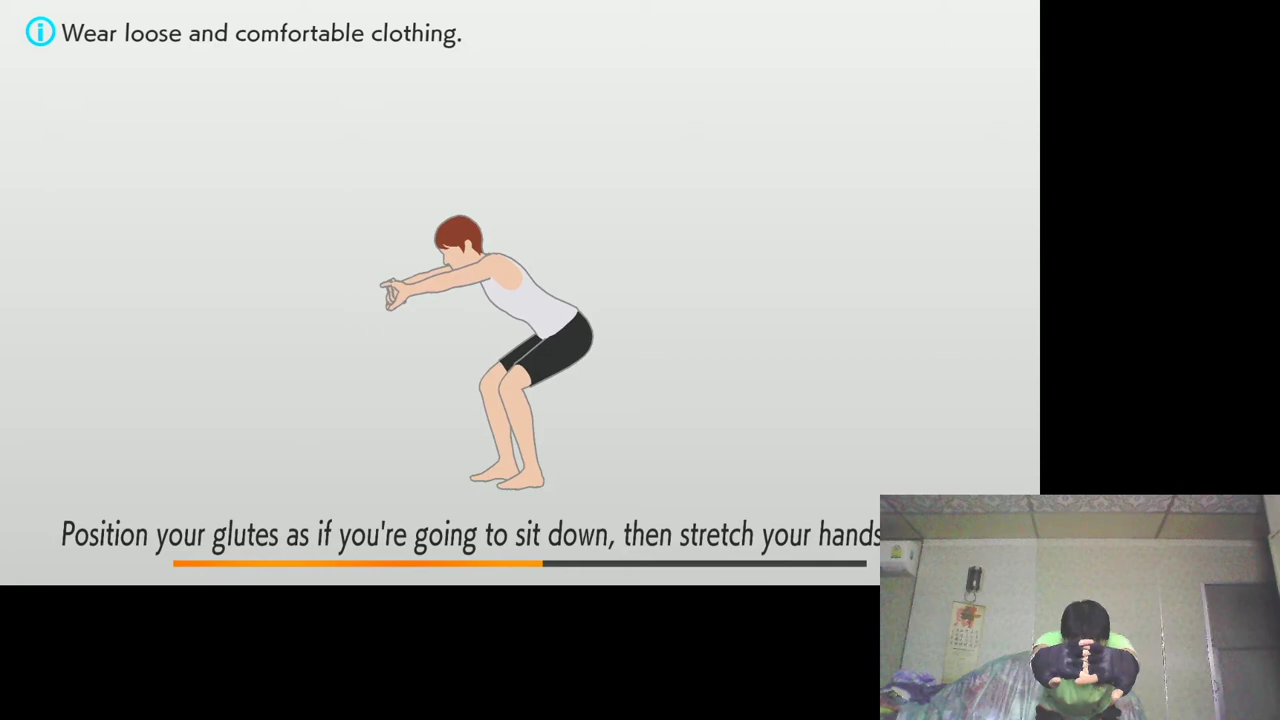 Wear loose and comfortable clothing.
Position your glutes as if you're going to sit down, then stretch your hands